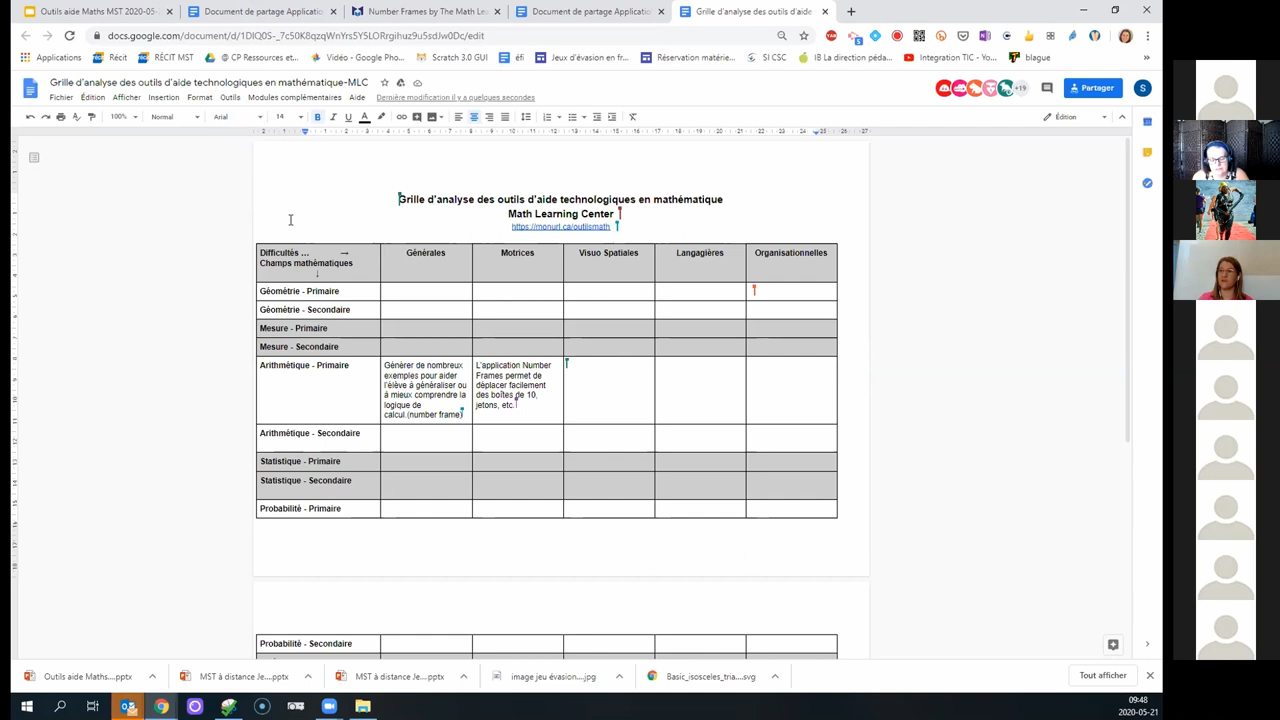 Outils aide Maths MST 2020-05- ×
Document de partage Applicatio ×
Number Frames by The Math Le ×
Document de partage Applicatio ×
Grille d'analyse des outils d'aide ×
docs.google.com/document/d/1DIQ0S-_7c50K8qzqWnYrs5Y5LORrgihuz9u5sdJw0Dc/edit
Applications Récit RÉCIT MST @ CP Ressources et... Vidéo - Google Pho... Scratch 3.0 GUI éfi Jeux d'évasion en fr... Réservation matérie... SI CSC IB La direction péda... Integration TIC - Yo... blague »
Grille d'analyse des outils d'aide technologiques en mathématique-MLC
Fichier Édition Afficher Insertion Format Outils Modules complémentaires Aide Dernière modification il y a quelques secondes
+19
Partager
S
100% Normal Arial 14 B I U A
Édition
Grille d'analyse des outils d'aide technologiques en mathématique
Math Learning Center
https://monurl.ca/outilsmath
Difficultés ... →
Champs mathématiques
↓
Générales
Motrices
Visuo Spatiales
Langagières
Organisationnelles
Géométrie - Primaire
Géométrie - Secondaire
Mesure - Primaire
Mesure - Secondaire
Arithmétique - Primaire
Générer de nombreux
exemples pour aider
l'élève à généraliser ou
à mieux comprendre la
logique de
calcul.(number frame)
L'application Number
Frames permet de
déplacer facilement
des boîtes de 10,
jetons, etc.
Arithmétique - Secondaire
Statistique - Primaire
Statistique - Secondaire
Probabilité - Primaire
Probabilité - Secondaire
Outils aide Maths....pptx
MST à distance Je....pptx
MST à distance Je....pptx
image jeu évasion....jpg
Basic_isosceles_tria....svg
Tout afficher
09:48
2020-05-21